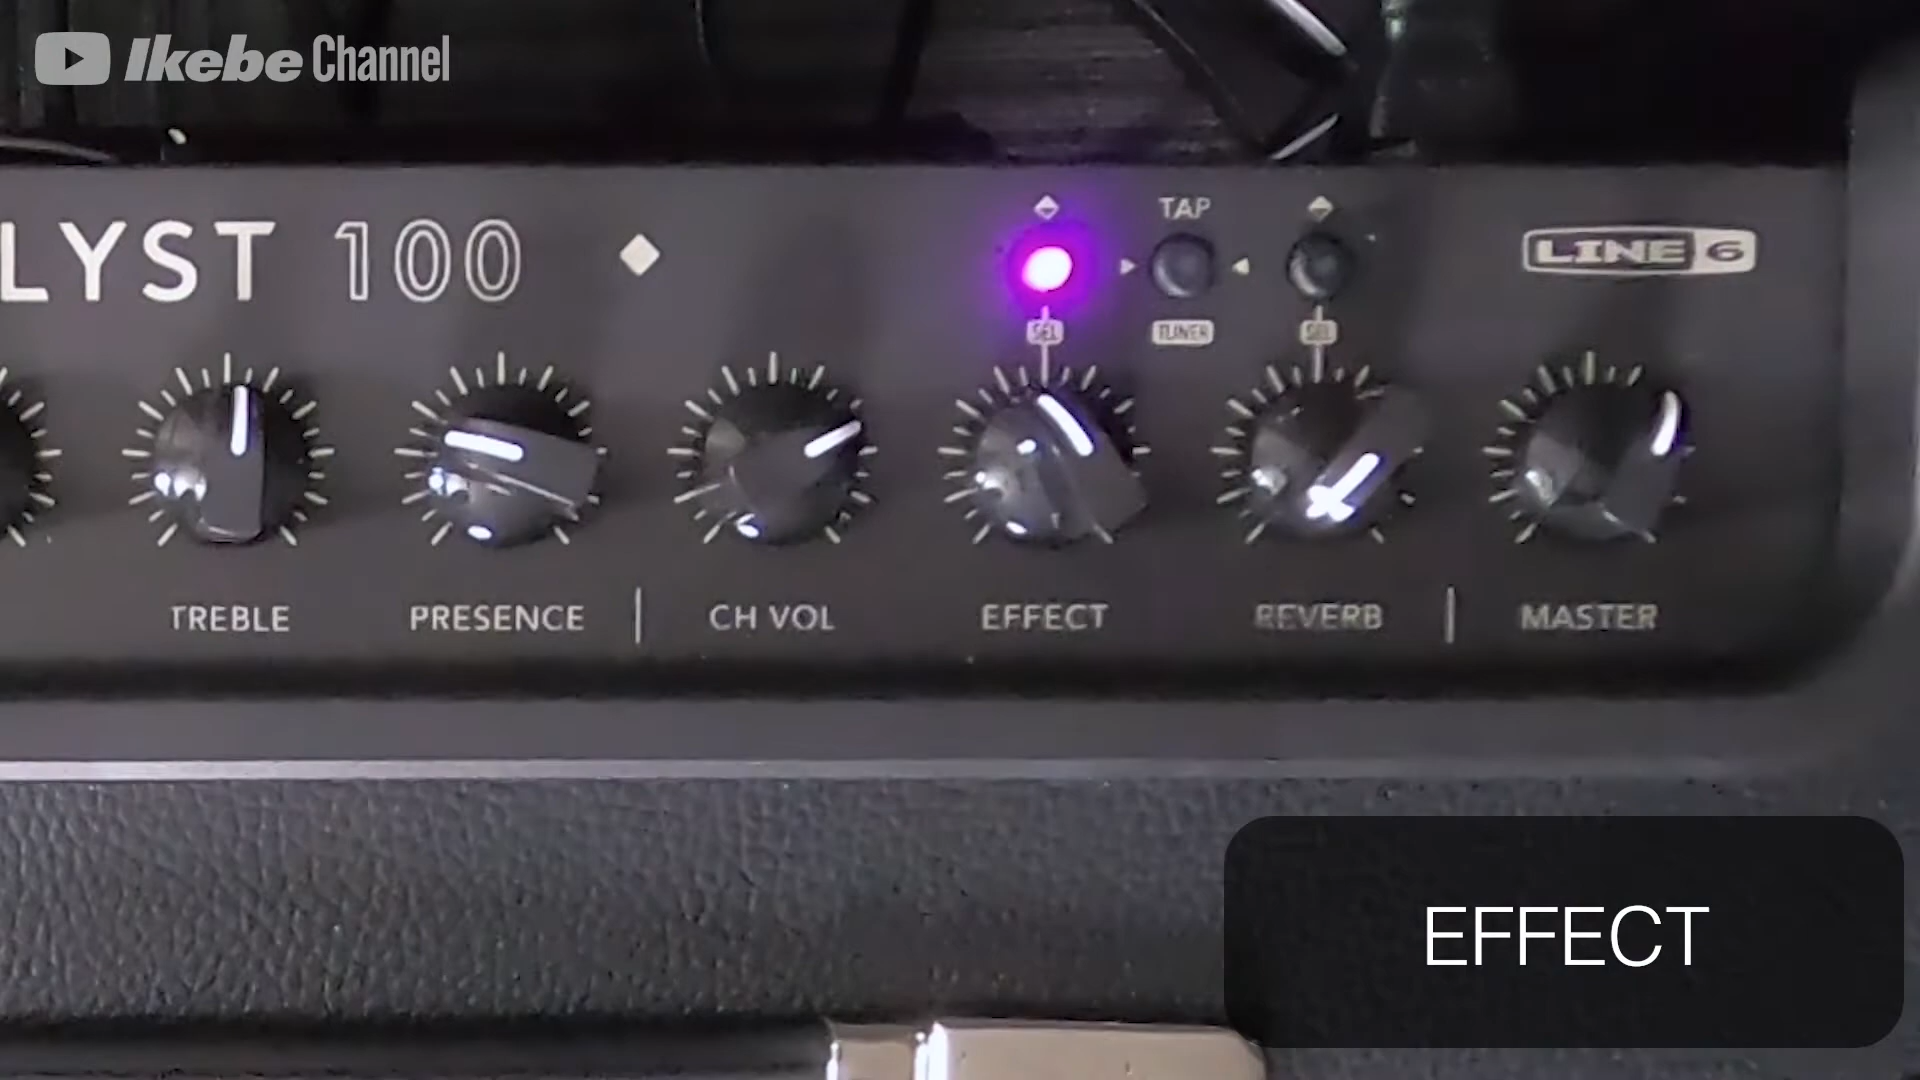 Ikebe Channel
LYST 100
TAP
LINE 6
SEL
TUNER
SEL
TREBLE
PRESENCE
CH VOL
EFFECT
REVERB
MASTER
EFFECT